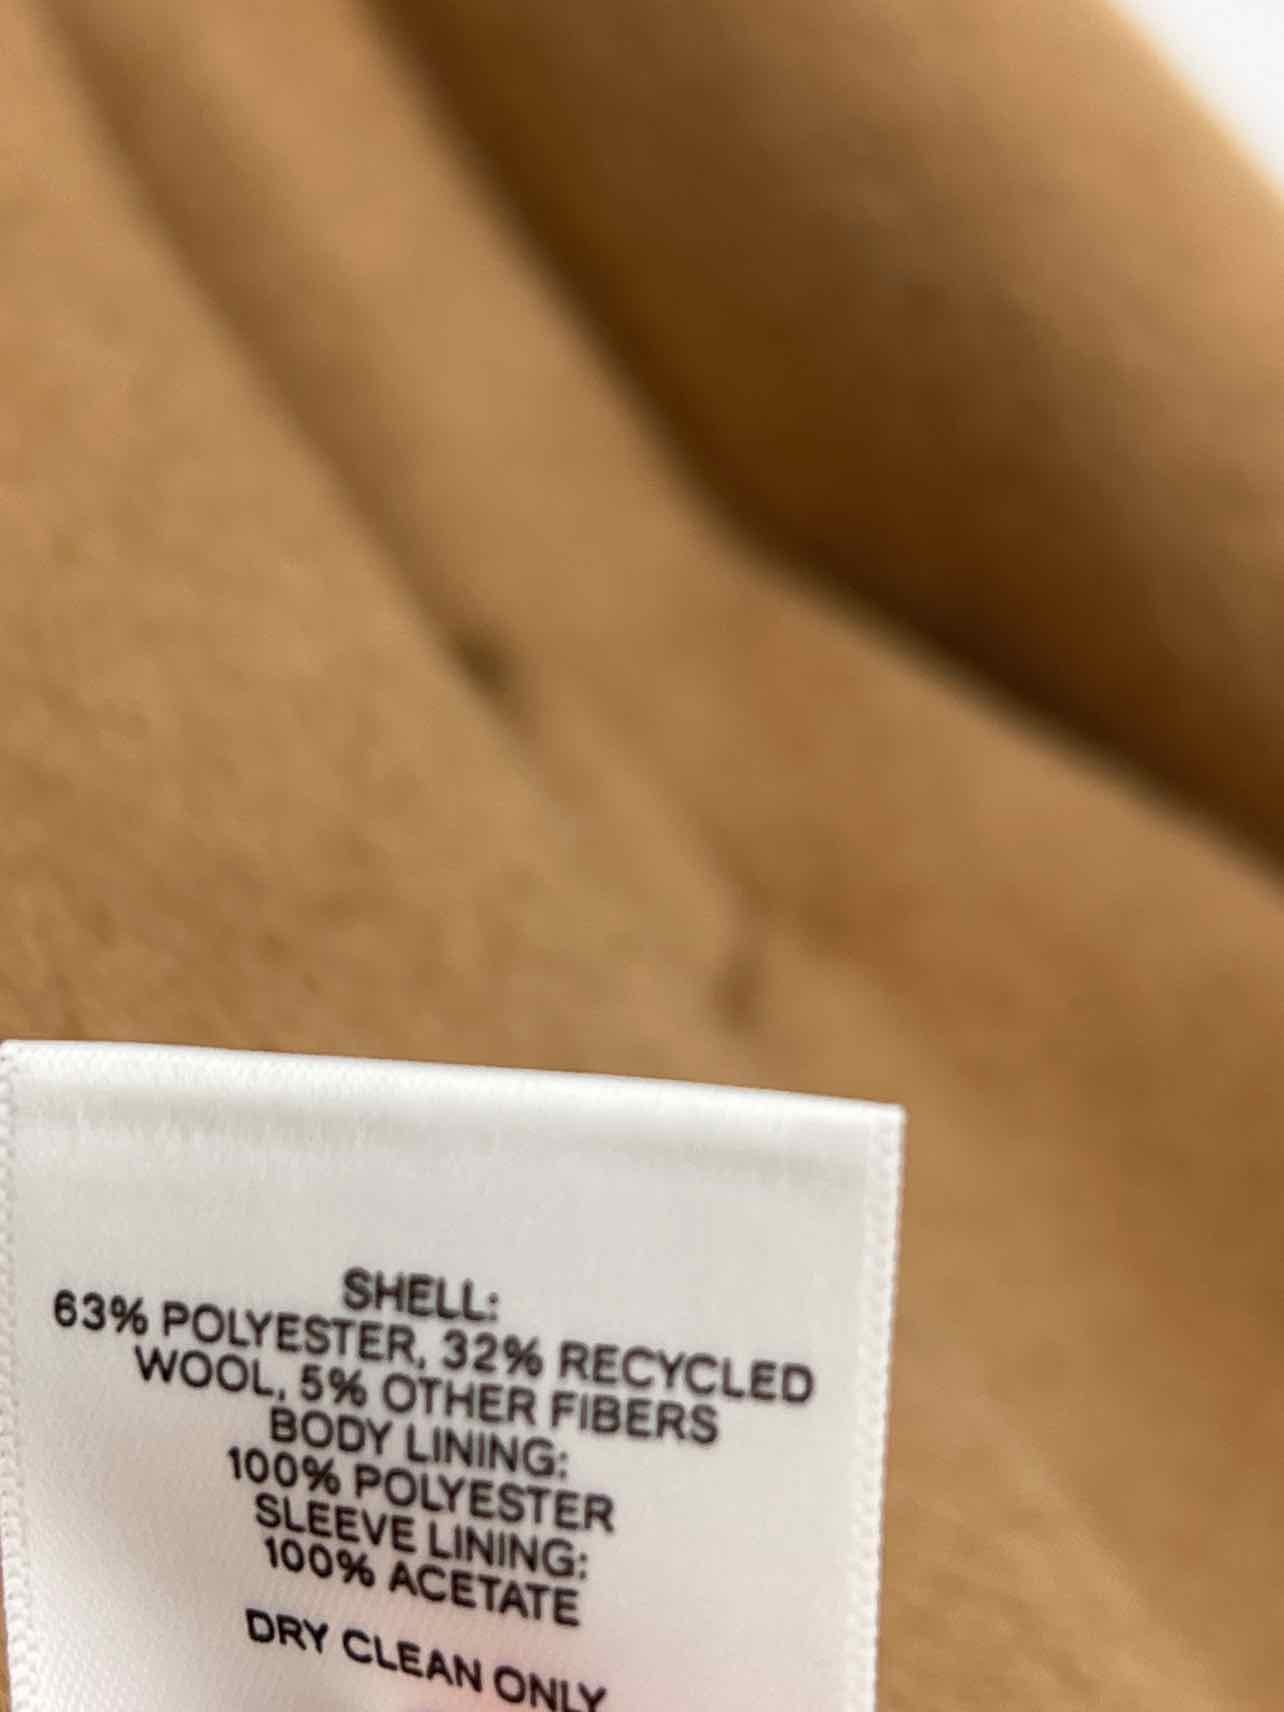 SHELL:
63% POLYESTER, 32% RECYCLED
WOOL, 5% OTHER FIBERS
BODY LINING:
100% POLYESTER
SLEEVE LINING:
100% ACETATE
DRY CLEAN ONLY